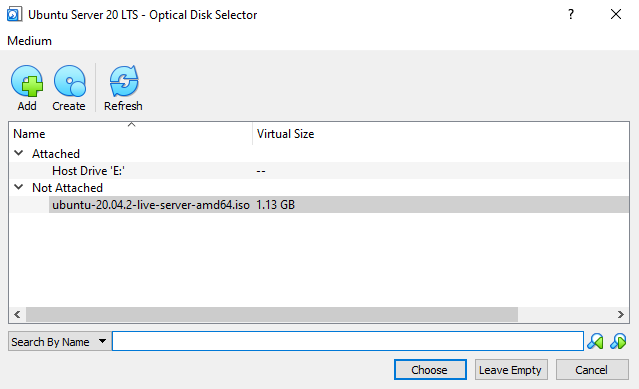 Ubuntu Server 20 LTS - Optical Disk Selector
Medium
Add Create Refresh
Name Virtual Size
Attached
Host Drive 'E:' --
Not Attached
ubuntu-20.04.2-live-server-amd64.iso 1.13 GB
Search By Name
Choose Leave Empty Cancel